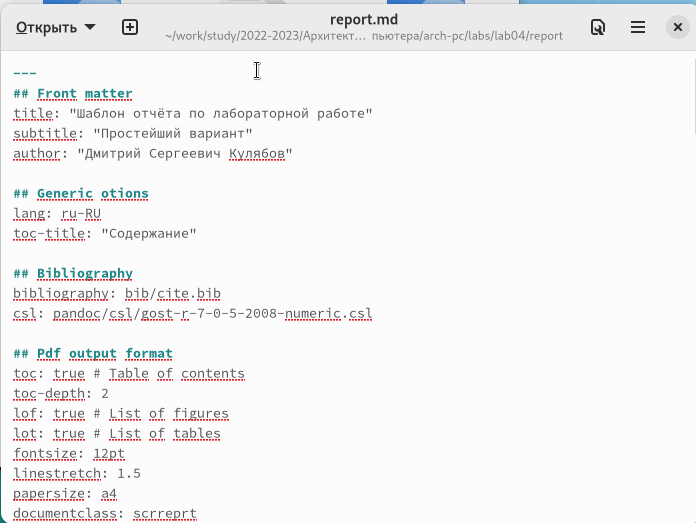 report.md
Открыть
~/work/study/2022-2023/Архитект… пьютера/arch-pc/labs/lab04/report
---
## Front matter
title: "Шаблон отчёта по лабораторной работе"
subtitle: "Простейший вариант"
author: "Дмитрий Сергеевич Кулябов"
## Generic otions
lang: ru-RU
toc-title: "Содержание"
## Bibliography
bibliography: bib/cite.bib
csl: pandoc/csl/gost-r-7-0-5-2008-numeric.csl
## Pdf output format
toc: true # Table of contents
toc-depth: 2
lof: true # List of figures
lot: true # List of tables
fontsize: 12pt
linestretch: 1.5
papersize: a4
documentclass: scrreprt